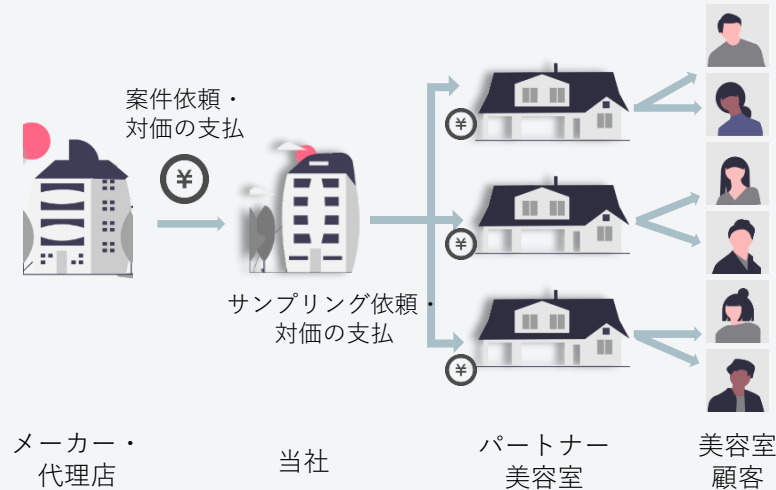 案件依頼・
対価の支払
¥
サンプリング依頼・
対価の支払
¥
¥
¥
メーカー・
代理店
当社
パートナー
美容室
美容室
顧客